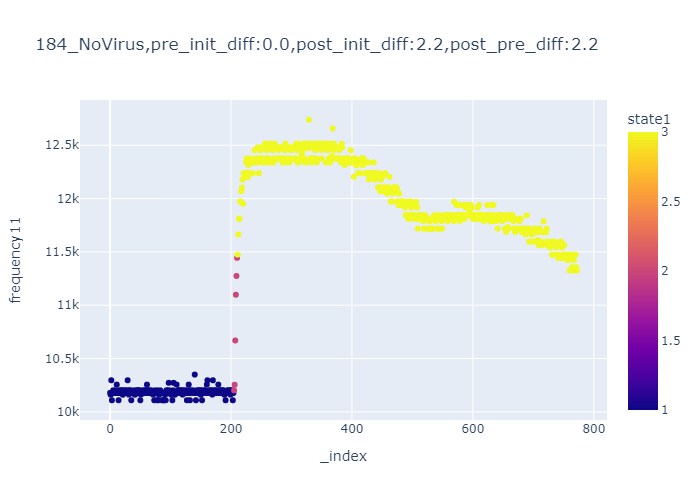 184_NoVirus,pre_init_diff:0.0,post_init_diff:2.2,post_pre_diff:2.2
state1
3
2.5
2
1.5
1
12.5k
12k
11.5k
11k
10.5k
10k
frequency11
0
200
400
600
800
_index